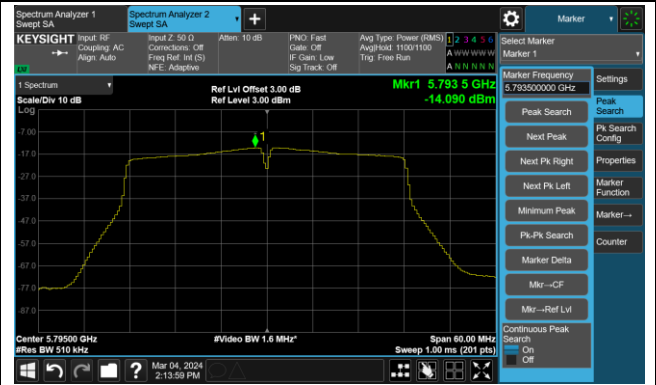 Spectrum Analyzer 1
Swept SA
Spectrum Analyzer 2
Swept SA
Marker
KEYSIGHT
Input: RF
Coupling: AC
Align: Auto
Input Z: 50 Ω
Corrections: Off
Freq Ref: Int (S)
NFE: Adaptive
Atten: 10 dB
PNO: Fast
Gate: Off
IF Gain: Low
Sig Track: Off
Avg Type: Power (RMS)
Avg|Hold: 1100/1100
Trig: Free Run
1 2 3 4 5 6
A W W W W W
A N N N N N
Select Marker
Marker 1
LXI
1 Spectrum
Scale/Div 10 dB
Log
Ref Lvl Offset 3.00 dB
Ref Level 3.00 dBm
Mkr1 5.793 5 GHz
-14.090 dBm
-7.00
-17.0
-27.0
-37.0
-47.0
-57.0
-67.0
-77.0
-87.0
1
Center 5.79500 GHz
#Res BW 510 kHz
#Video BW 1.6 MHz*
Span 60.00 MHz
Sweep 1.00 ms (201 pts)
Marker Frequency
5.793500000 GHz
Peak Search
Next Peak
Next Pk Right
Next Pk Left
Minimum Peak
Pk-Pk Search
Marker Delta
Mkr→CF
Mkr→Ref Lvl
Continuous Peak
Search
On
Off
Settings
Peak
Search
Pk Search
Config
Properties
Marker
Function
Marker→
Counter
?
Mar 04, 2024
2:13:59 PM